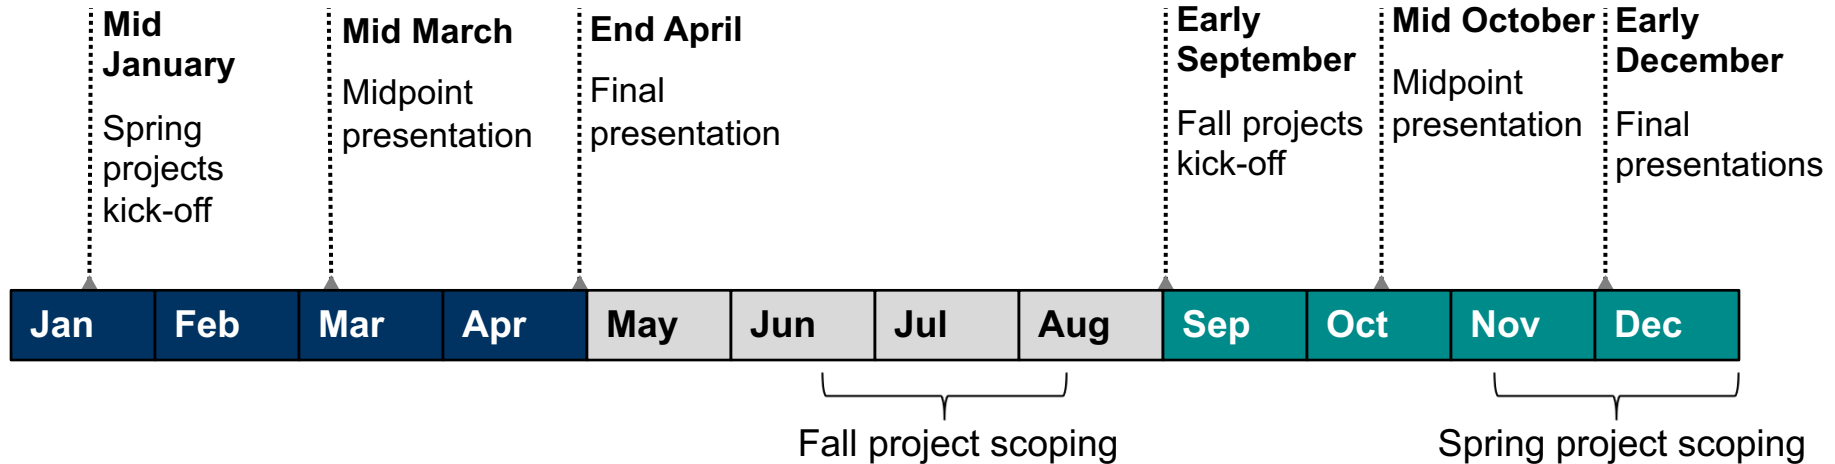 Mid
January
Spring
projects
kick-off
Mid March
Midpoint
presentation
End April
Final
presentation
Early
September
Fall projects
kick-off
Mid October
Midpoint
presentation
Early
December
Final
presentations
Jan Feb Mar Apr May Jun Jul Aug Sep Oct Nov Dec
Fall project scoping
Spring project scoping